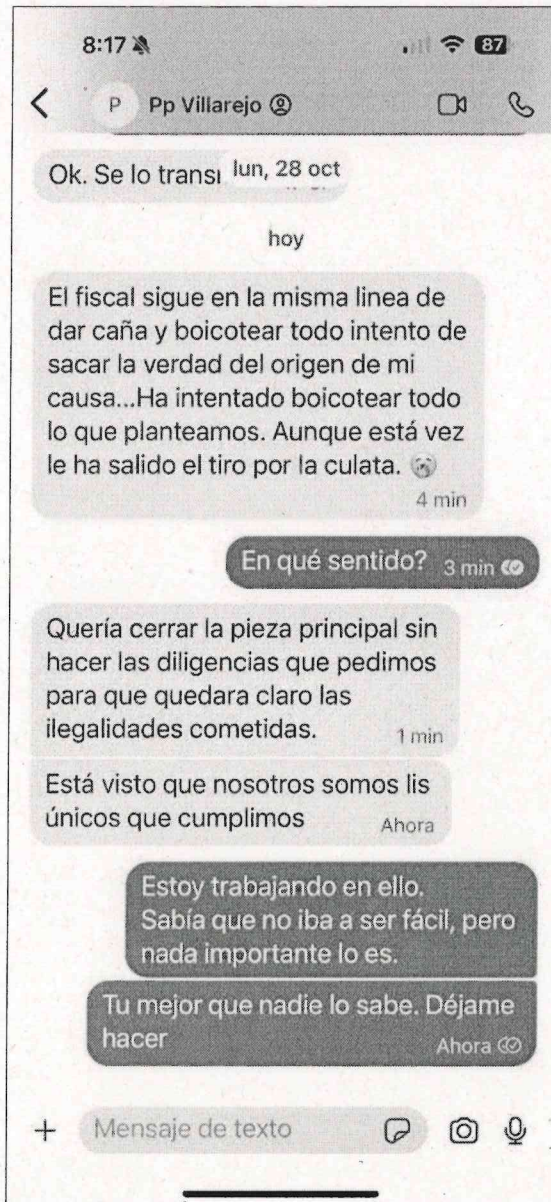 8:17
87
P Pp Villarejo
Ok. Se lo transi lun, 28 oct
hoy
El fiscal sigue en la misma linea de
dar caña y boicotear todo intento de
sacar la verdad del origen de mi
causa...Ha intentado boicotear todo
lo que planteamos. Aunque está vez
le ha salido el tiro por la culata.
4 min
En qué sentido? 3 min
Quería cerrar la pieza principal sin
hacer las diligencias que pedimos
para que quedara claro las
ilegalidades cometidas. 1 min
Está visto que nosotros somos lis
únicos que cumplimos Ahora
Estoy trabajando en ello.
Sabía que no iba a ser fácil, pero
nada importante lo es.
Tu mejor que nadie lo sabe. Déjame
hacer Ahora
Mensaje de texto